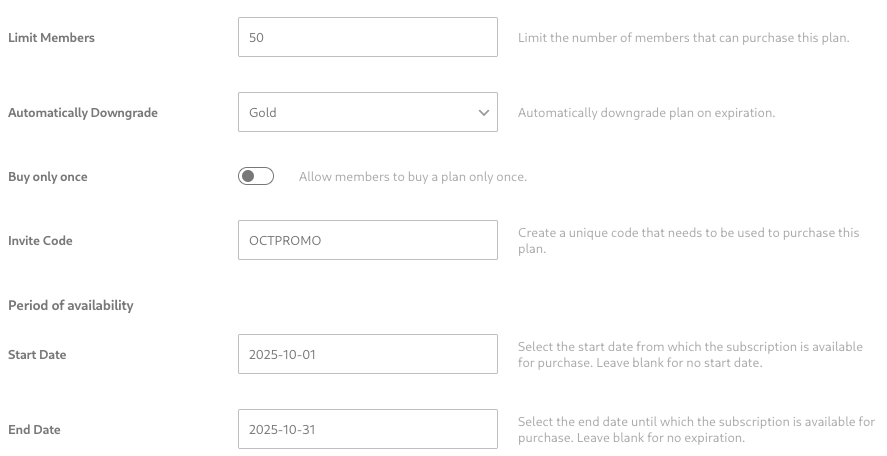 Limit Members
50
Limit the number of members that can purchase this plan.
Automatically Downgrade
Gold
Automatically downgrade plan on expiration.
Buy only once
Allow members to buy a plan only once.
Invite Code
OCTPROMO
Create a unique code that needs to be used to purchase this
plan.
Period of availability
Start Date
2025-10-01
Select the start date from which the subscription is available
for purchase. Leave blank for no start date.
End Date
2025-10-31
Select the end date until which the subscription is available for
purchase. Leave blank for no expiration.